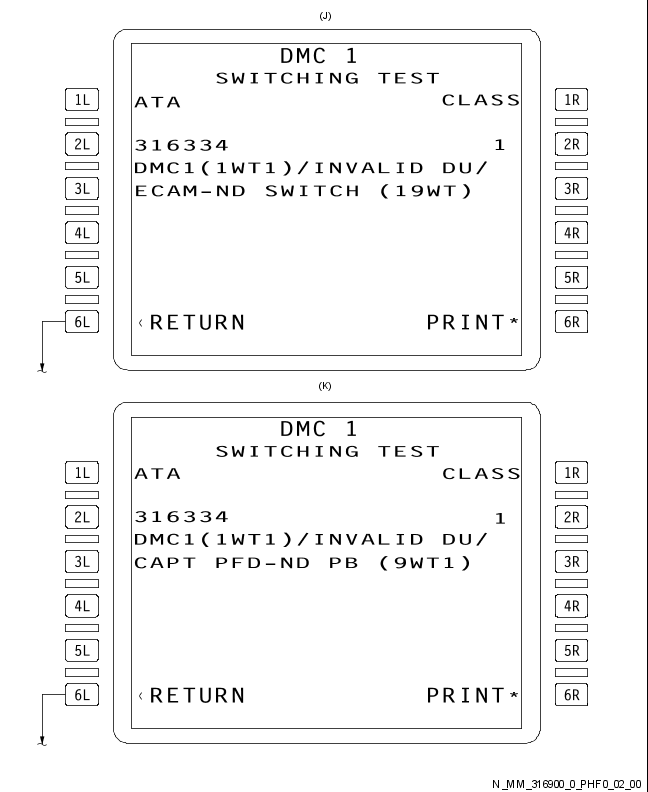 (J)
DMC 1
SWITCHING TEST
1L ATA CLASS 1R
2L 316334 1 2R
DMC1(1WT1)/INVALID DU/
3L ECAM-ND SWITCH (19WT) 3R
4L 4R
5L 5R
6L <RETURN PRINT* 6R
(K)
DMC 1
SWITCHING TEST
1L ATA CLASS 1R
2L 316334 1 2R
DMC1(1WT1)/INVALID DU/
3L CAPT PFD-ND PB (9WT1) 3R
4L 4R
5L 5R
6L <RETURN PRINT* 6R
N_MM_316900_0_PHF0_02_00